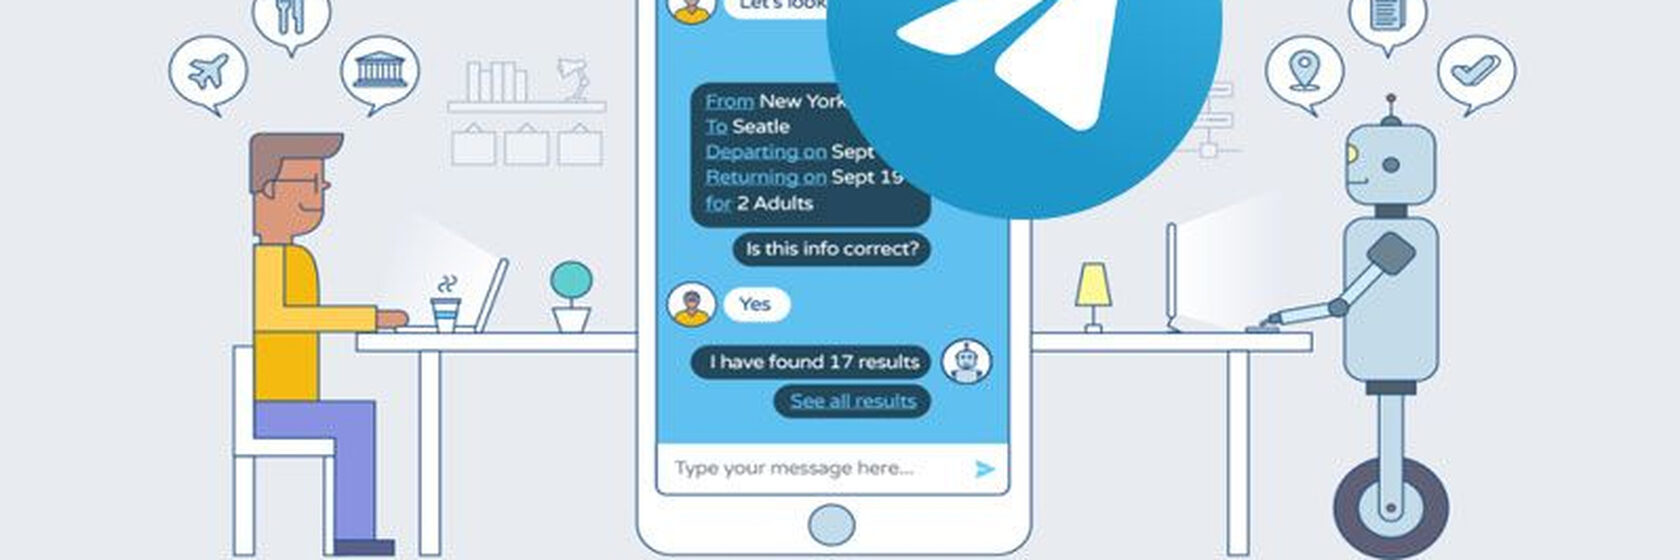 Let's look
From New York
To Seatle
Departing on Sept
Returning on Sept 19
for 2 Adults
Is this info correct?
Yes
I have found 17 results
See all results
Type your message here...